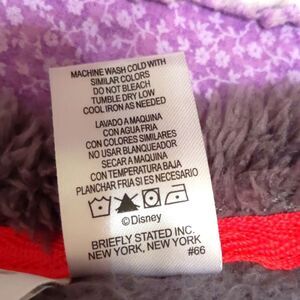 MACHINE WASH COLD WITH
SIMILAR COLORS
DO NOT BLEACH
TUMBLE DRY LOW
COOL IRON AS NEEDED
LAVADO A MAQUINA
CON AGUA FRIA
CON COLORES SIMILARES
NO USAR BLANQUEADOR
SECAR A MAQUINA
CON TEMPERATURA BAJA
PLANCHAR FRIA SI ES NECESARIO
©Disney
BRIEFLY STATED INC.
NEW YORK, NEW YORK
#66